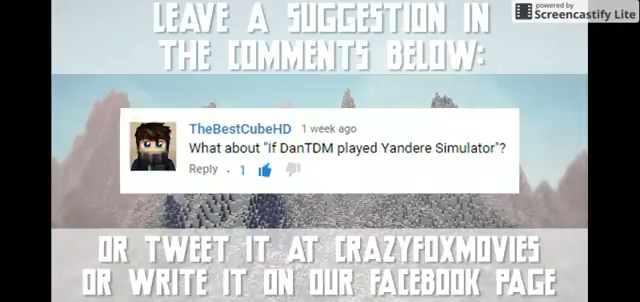 LEAVE A SUGGESTION IN
THE COMMENTS BELOW:
powered by
Screencastify Lite
TheBestCubeHD 1 week ago
What about "If DanTDM played Yandere Simulator"?
Reply . 1
OR TWEET IT AT CRAZYFOXMOVIES
OR WRITE IT ON OUR FACEBOOK PAGE